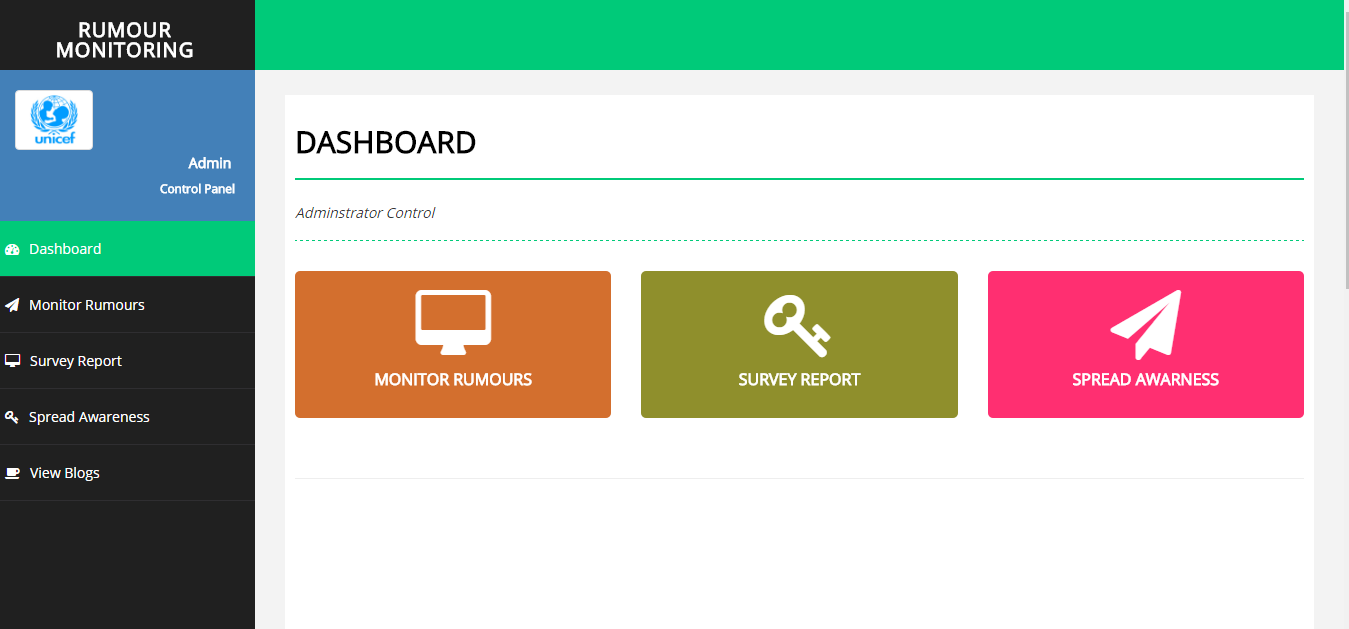 RUMOUR
MONITORING
unicef
Admin
Control Panel
Dashboard
Monitor Rumours
Survey Report
Spread Awareness
View Blogs
DASHBOARD
Adminstrator Control
MONITOR RUMOURS
SURVEY REPORT
SPREAD AWARNESS